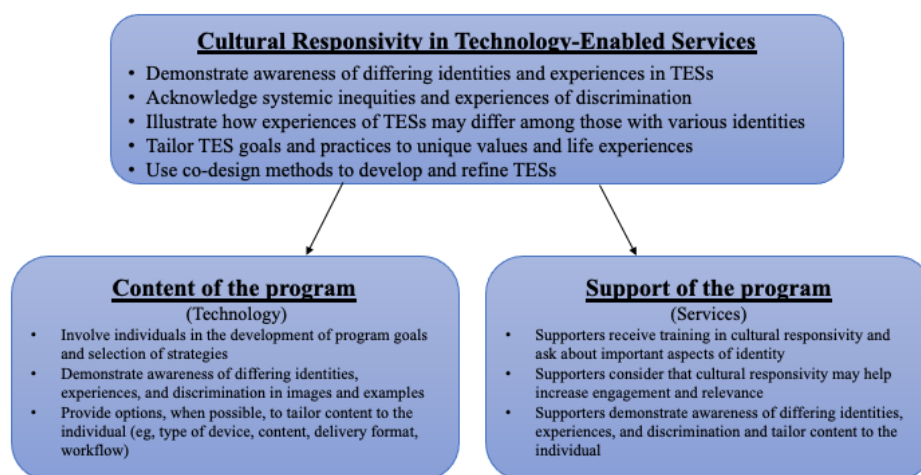 Cultural Responsivity in Technology-Enabled Services
• Demonstrate awareness of differing identities and experiences in TESs
• Acknowledge systemic inequities and experiences of discrimination
• Illustrate how experiences of TESs may differ among those with various identities
• Tailor TES goals and practices to unique values and life experiences
• Use co-design methods to develop and refine TESs
Content of the program
(Technology)
• Involve individuals in the development of program goals
and selection of strategies
• Demonstrate awareness of differing identities,
experiences, and discrimination in images and examples
• Provide options, when possible, to tailor content to the
individual (eg, type of device, content, delivery format,
workflow)
Support of the program
(Services)
• Supporters receive training in cultural responsivity and
ask about important aspects of identity
• Supporters consider that cultural responsivity may help
increase engagement and relevance
• Supporters demonstrate awareness of differing identities,
experiences, and discrimination and tailor content to the
individual